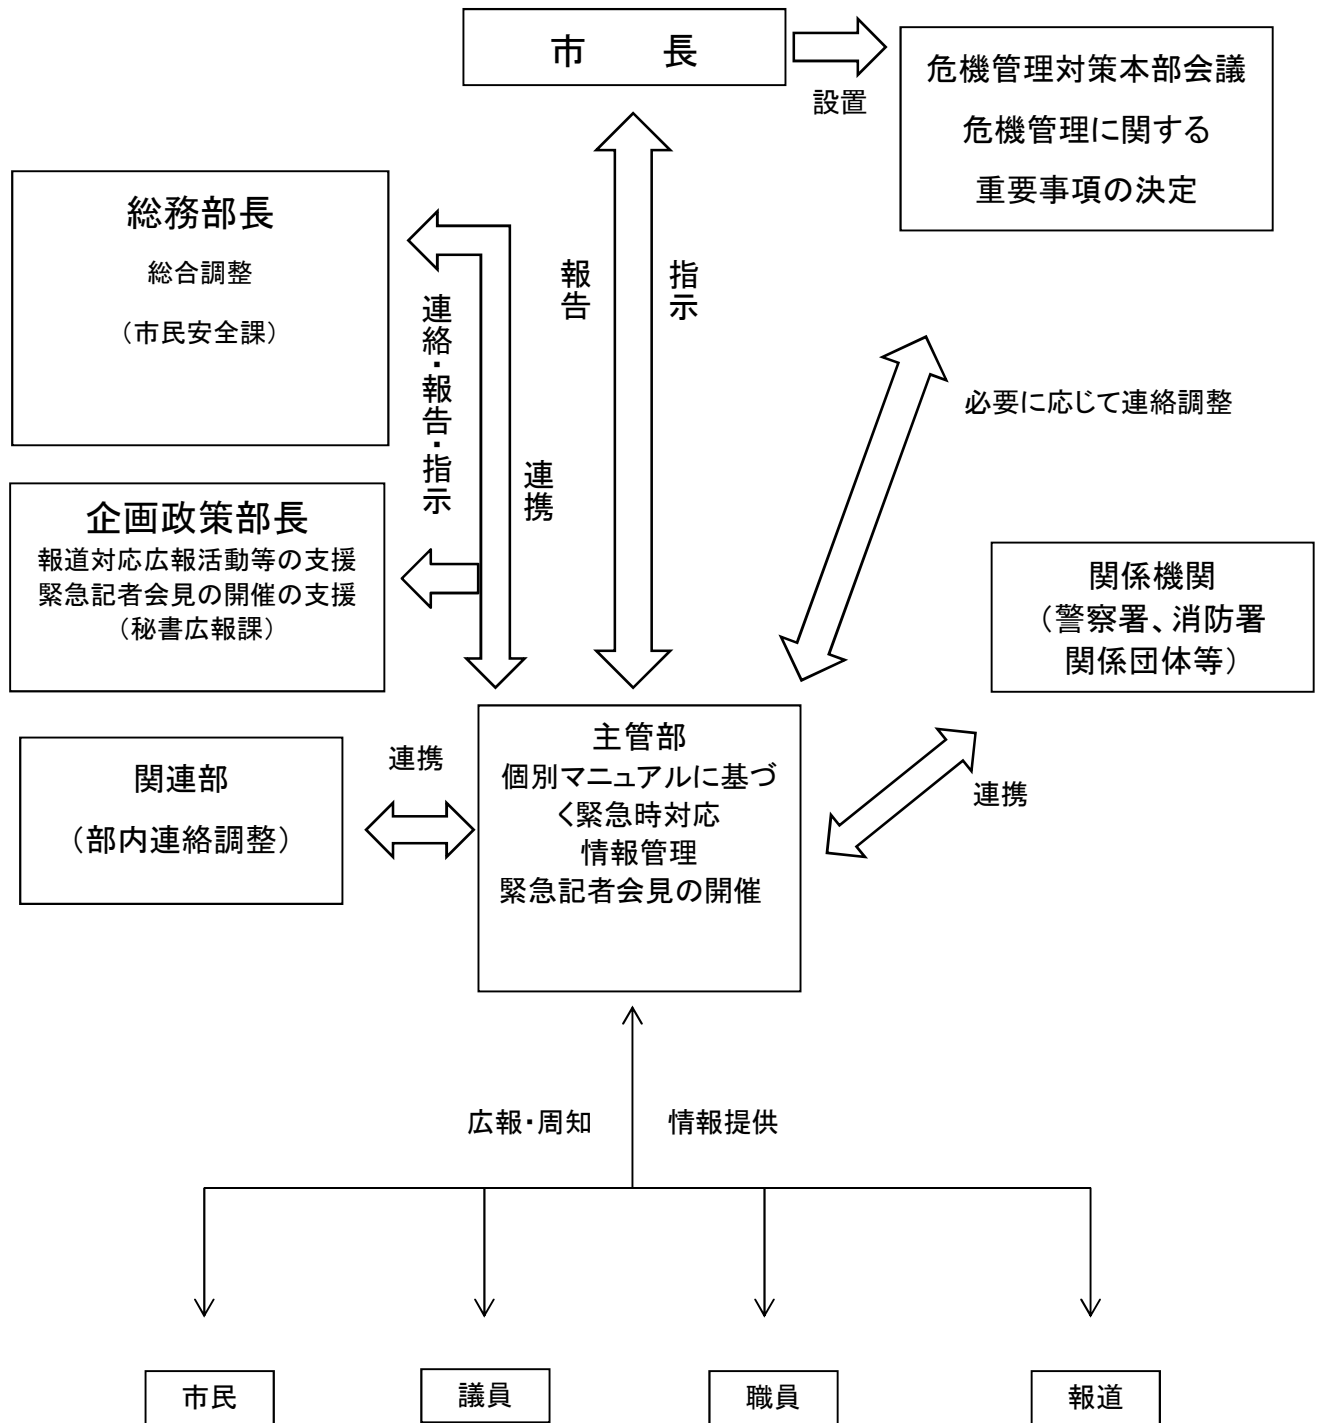 市　　長
設置
危機管理対策本部会議
危機管理に関する
重要事項の決定
総務部長
総合調整
（市民安全課）
連絡・報告・指示
連携
報告
指示
必要に応じて連絡調整
企画政策部長
報道対応広報活動等の支援
緊急記者会見の開催の支援
（秘書広報課）
関係機関
（警察署、消防署
関係団体等）
関連部
（部内連絡調整）
連携
主管部
個別マニュアルに基づ
く緊急時対応
情報管理
緊急記者会見の開催
連携
広報・周知
情報提供
市民
議員
職員
報道